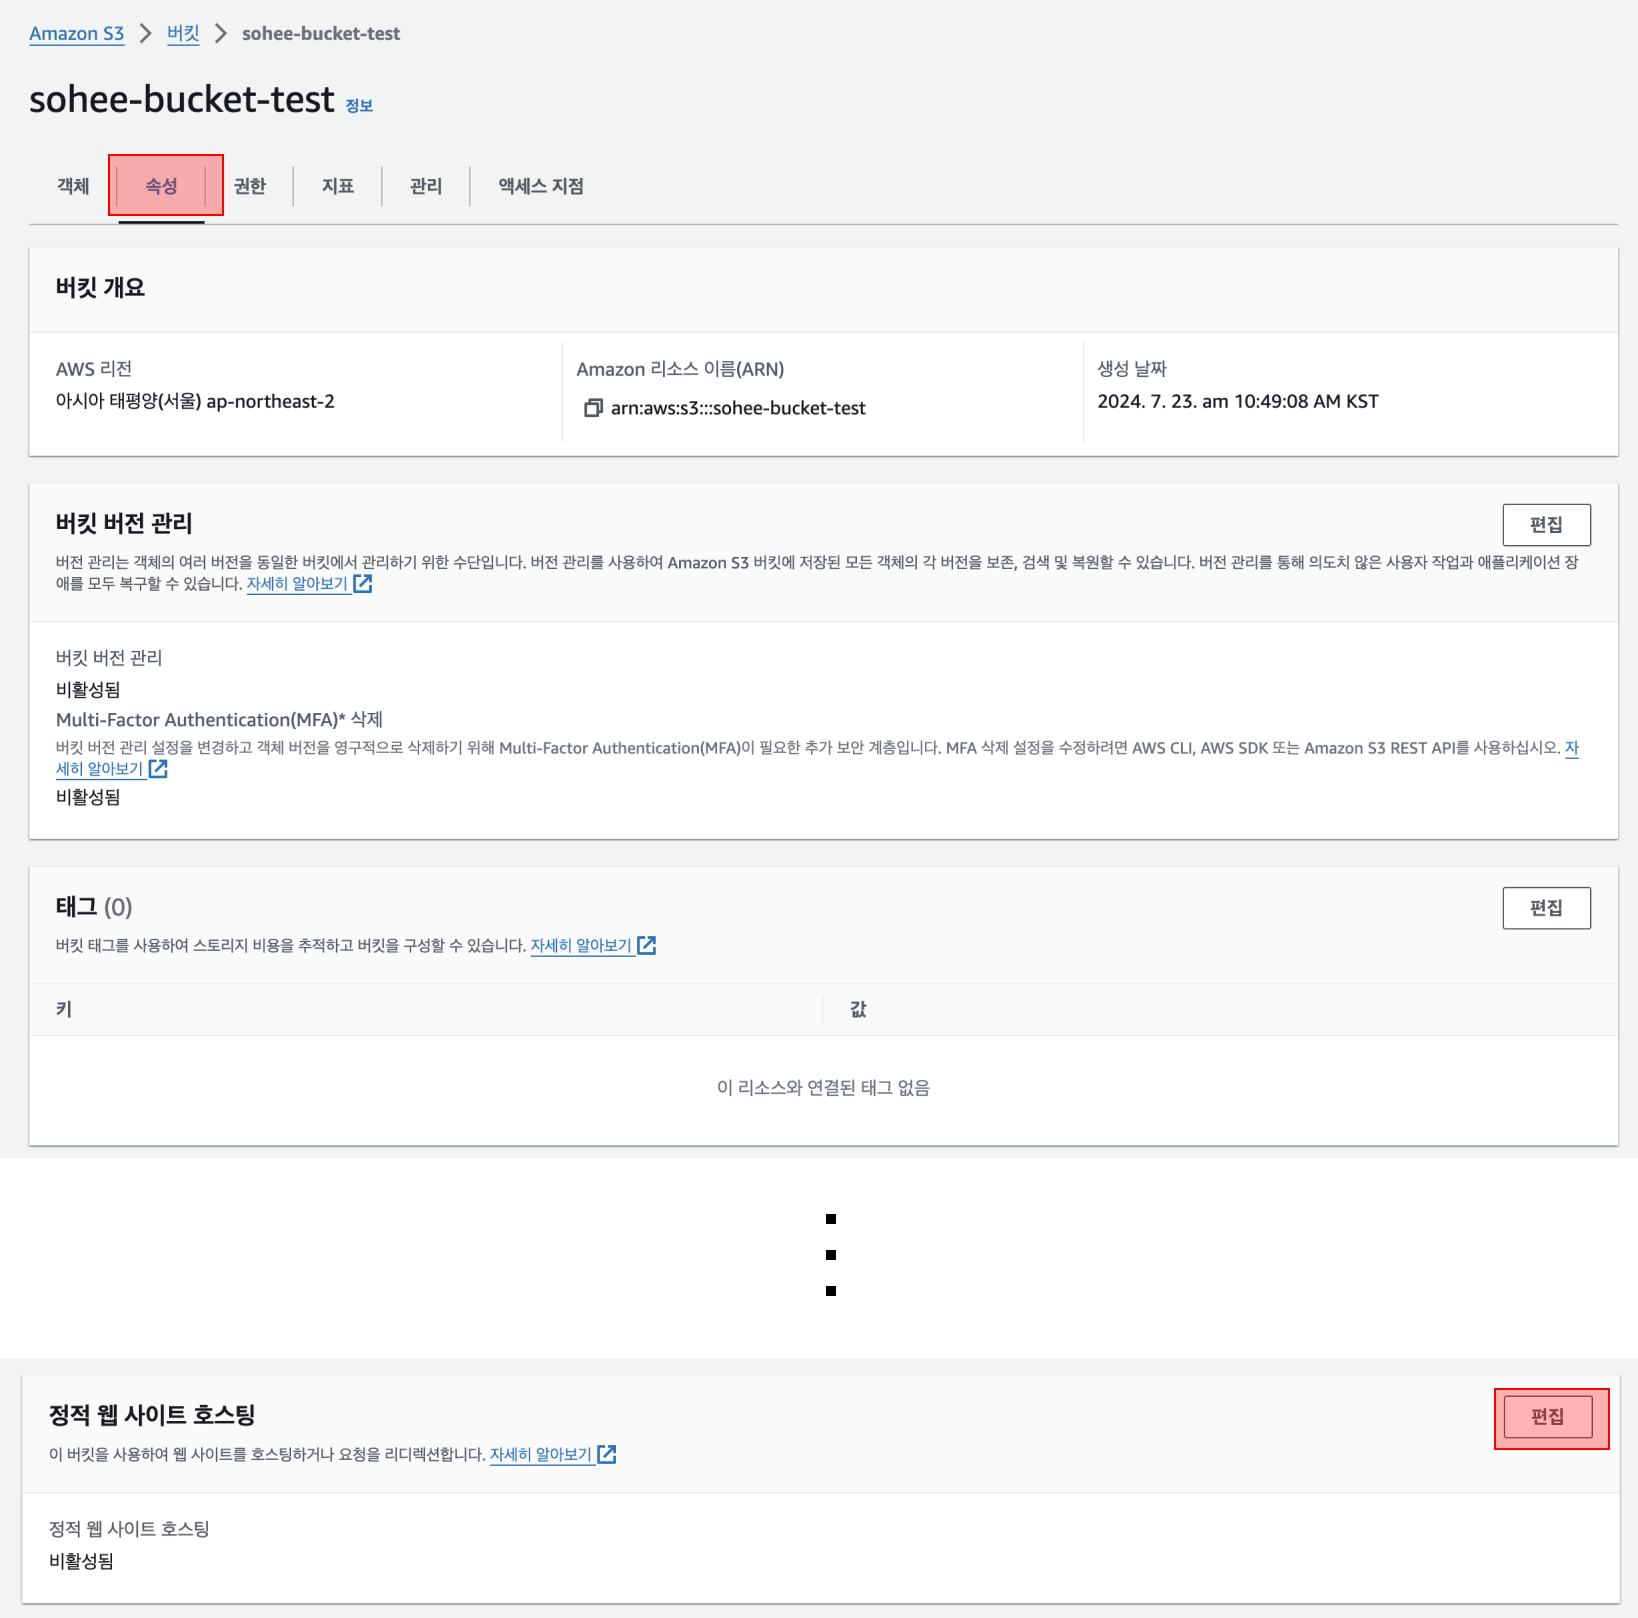 Amazon S3 > 버킷 > sohee-bucket-test
sohee-bucket-test 정보
객체 속성 권한 지표 관리 액세스 지점
버킷 개요
AWS 리전 Amazon 리소스 이름(ARN) 생성 날짜
아시아 태평양(서울) ap-northeast-2 arn:aws:s3:::sohee-bucket-test 2024. 7. 23. am 10:49:08 AM KST
버킷 버전 관리 편집
버전 관리는 객체의 여러 버전을 동일한 버킷에서 관리하기 위한 수단입니다. 버전 관리를 사용하여 Amazon S3 버킷에 저장된 모든 객체의 각 버전을 보존, 검색 및 복원할 수 있습니다. 버전 관리를 통해 의도치 않은 사용자 작업과 애플리케이션 장
애를 모두 복구할 수 있습니다. 자세히 알아보기
버킷 버전 관리
비활성됨
Multi-Factor Authentication(MFA)* 삭제
버킷 버전 관리 설정을 변경하고 객체 버전을 영구적으로 삭제하기 위해 Multi-Factor Authentication(MFA)이 필요한 추가 보안 계층입니다. MFA 삭제 설정을 수정하려면 AWS CLI, AWS SDK 또는 Amazon S3 REST API를 사용하십시오. 자
세히 알아보기
비활성됨
태그 (0) 편집
버킷 태그를 사용하여 스토리지 비용을 추적하고 버킷을 구성할 수 있습니다. 자세히 알아보기
키 값
이 리소스와 연결된 태그 없음
정적 웹 사이트 호스팅 편집
이 버킷을 사용하여 웹 사이트를 호스팅하거나 요청을 리디렉션합니다. 자세히 알아보기
정적 웹 사이트 호스팅
비활성됨